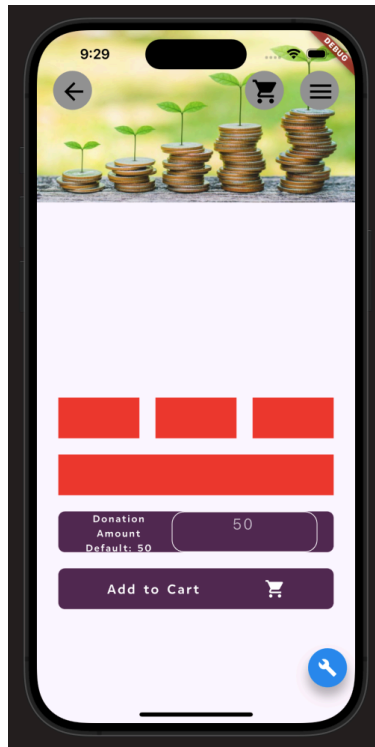 9:29
DEBUG
Donation
Amount
Default: 50
50
Add to Cart